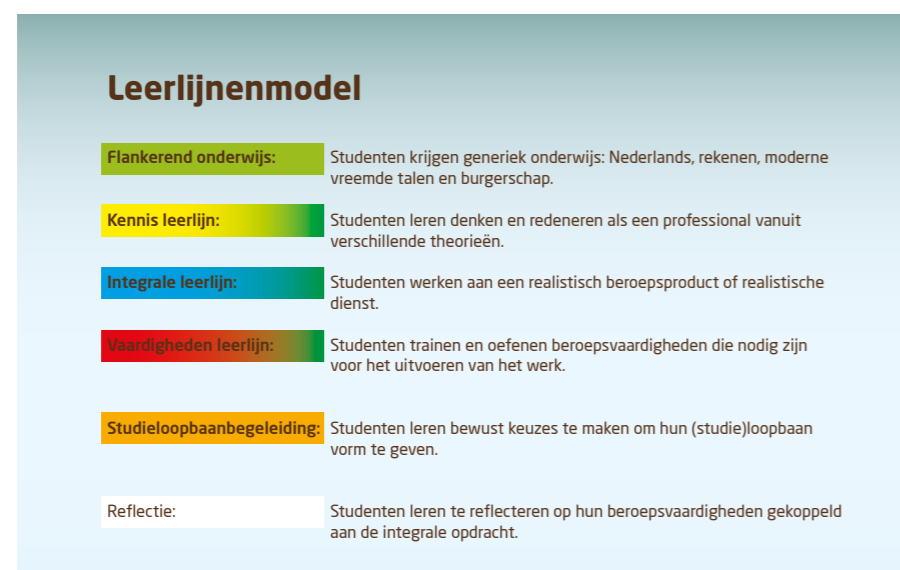 Leerlijnenmodel
Flankerend onderwijs: Studenten krijgen generiek onderwijs: Nederlands, rekenen, moderne
vreemde talen en burgerschap.
Kennis leerlijn: Studenten leren denken en redeneren als een professional vanuit
verschillende theorieën.
Integrale leerlijn: Studenten werken aan een realistisch beroepsproduct of realistische
dienst.
Vaardigheden leerlijn: Studenten trainen en oefenen beroepsvaardigheden die nodig zijn
voor het uitvoeren van het werk.
Studieloopbaanbegeleiding: Studenten leren bewust keuzes te maken om hun (studie)loopbaan
vorm te geven.
Reflectie: Studenten leren te reflecteren op hun beroepsvaardigheden gekoppeld
aan de integrale opdracht.